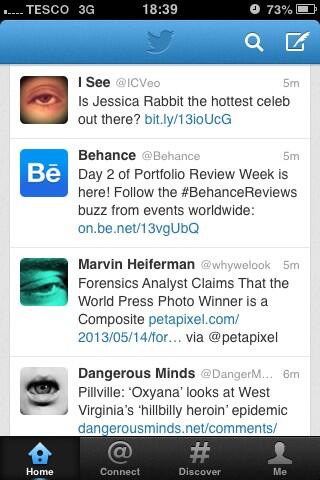 TESCO 3G 18:39 73%
I See @ICVeo 5m
Is Jessica Rabbit the hottest celeb
out there? bit.ly/13ioUcG
Bē
Behance @Behance 5m
Day 2 of Portfolio Review Week is
here! Follow the #BehanceReviews
buzz from events worldwide:
on.be.net/13vgUbQ
Marvin Heiferman @whywelook 5m
Forensics Analyst Claims That the
World Press Photo Winner is a
Composite petapixel.com/
2013/05/14/for… via @petapixel
Dangerous Minds @DangerM... 6m
Pillville: ‘Oxyana’ looks at West
Virginia’s ‘hillbilly heroin’ epidemic
dangerousminds.net/comments/
Home @ Connect # Discover Me